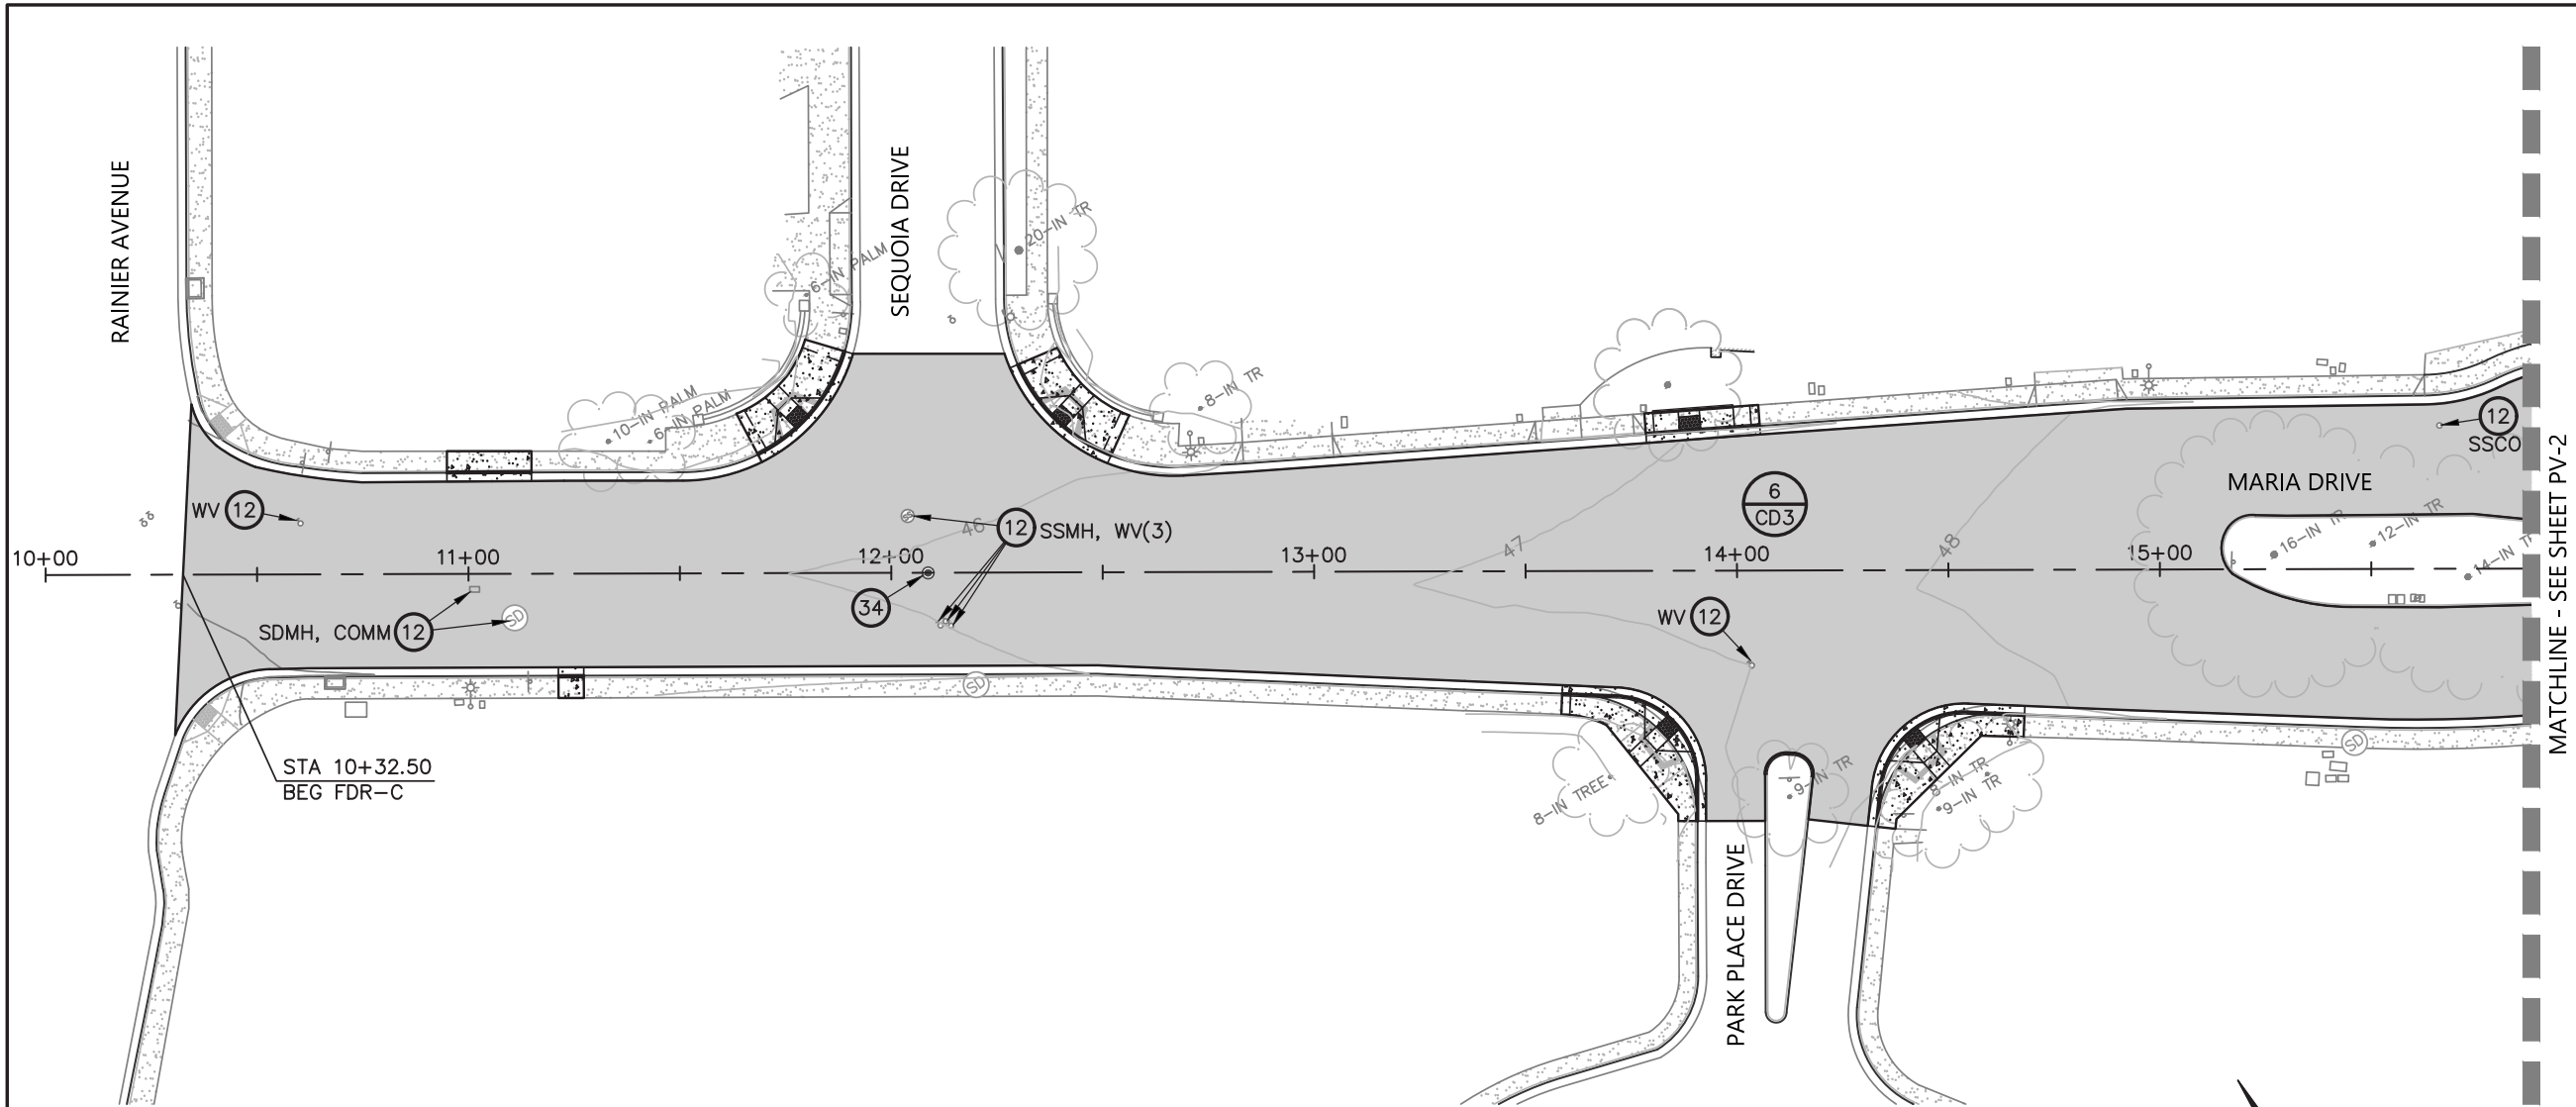 RAINIER AVENUE
SEQUOIA DRIVE
20-IN TR
6-IN PALM
10-IN PALM
6-IN PALM
8-IN TR
12
SSCO
MARIA DRIVE
MATCHLINE - SEE SHEET PV-2
WV 12
SS
46
12 SSMH, WV(3)
6
CD3
47
48
16-IN TR
12-IN TR
14-IN TR
10+00
11+00
12+00
13+00
14+00
15+00
34
SDMH, COMM 12
SD
WV 12
SD
SD
STA 10+32.50
BEG FDR-C
8-IN TREE
9-IN TR
8-IN TR
9-IN TR
PARK PLACE DRIVE